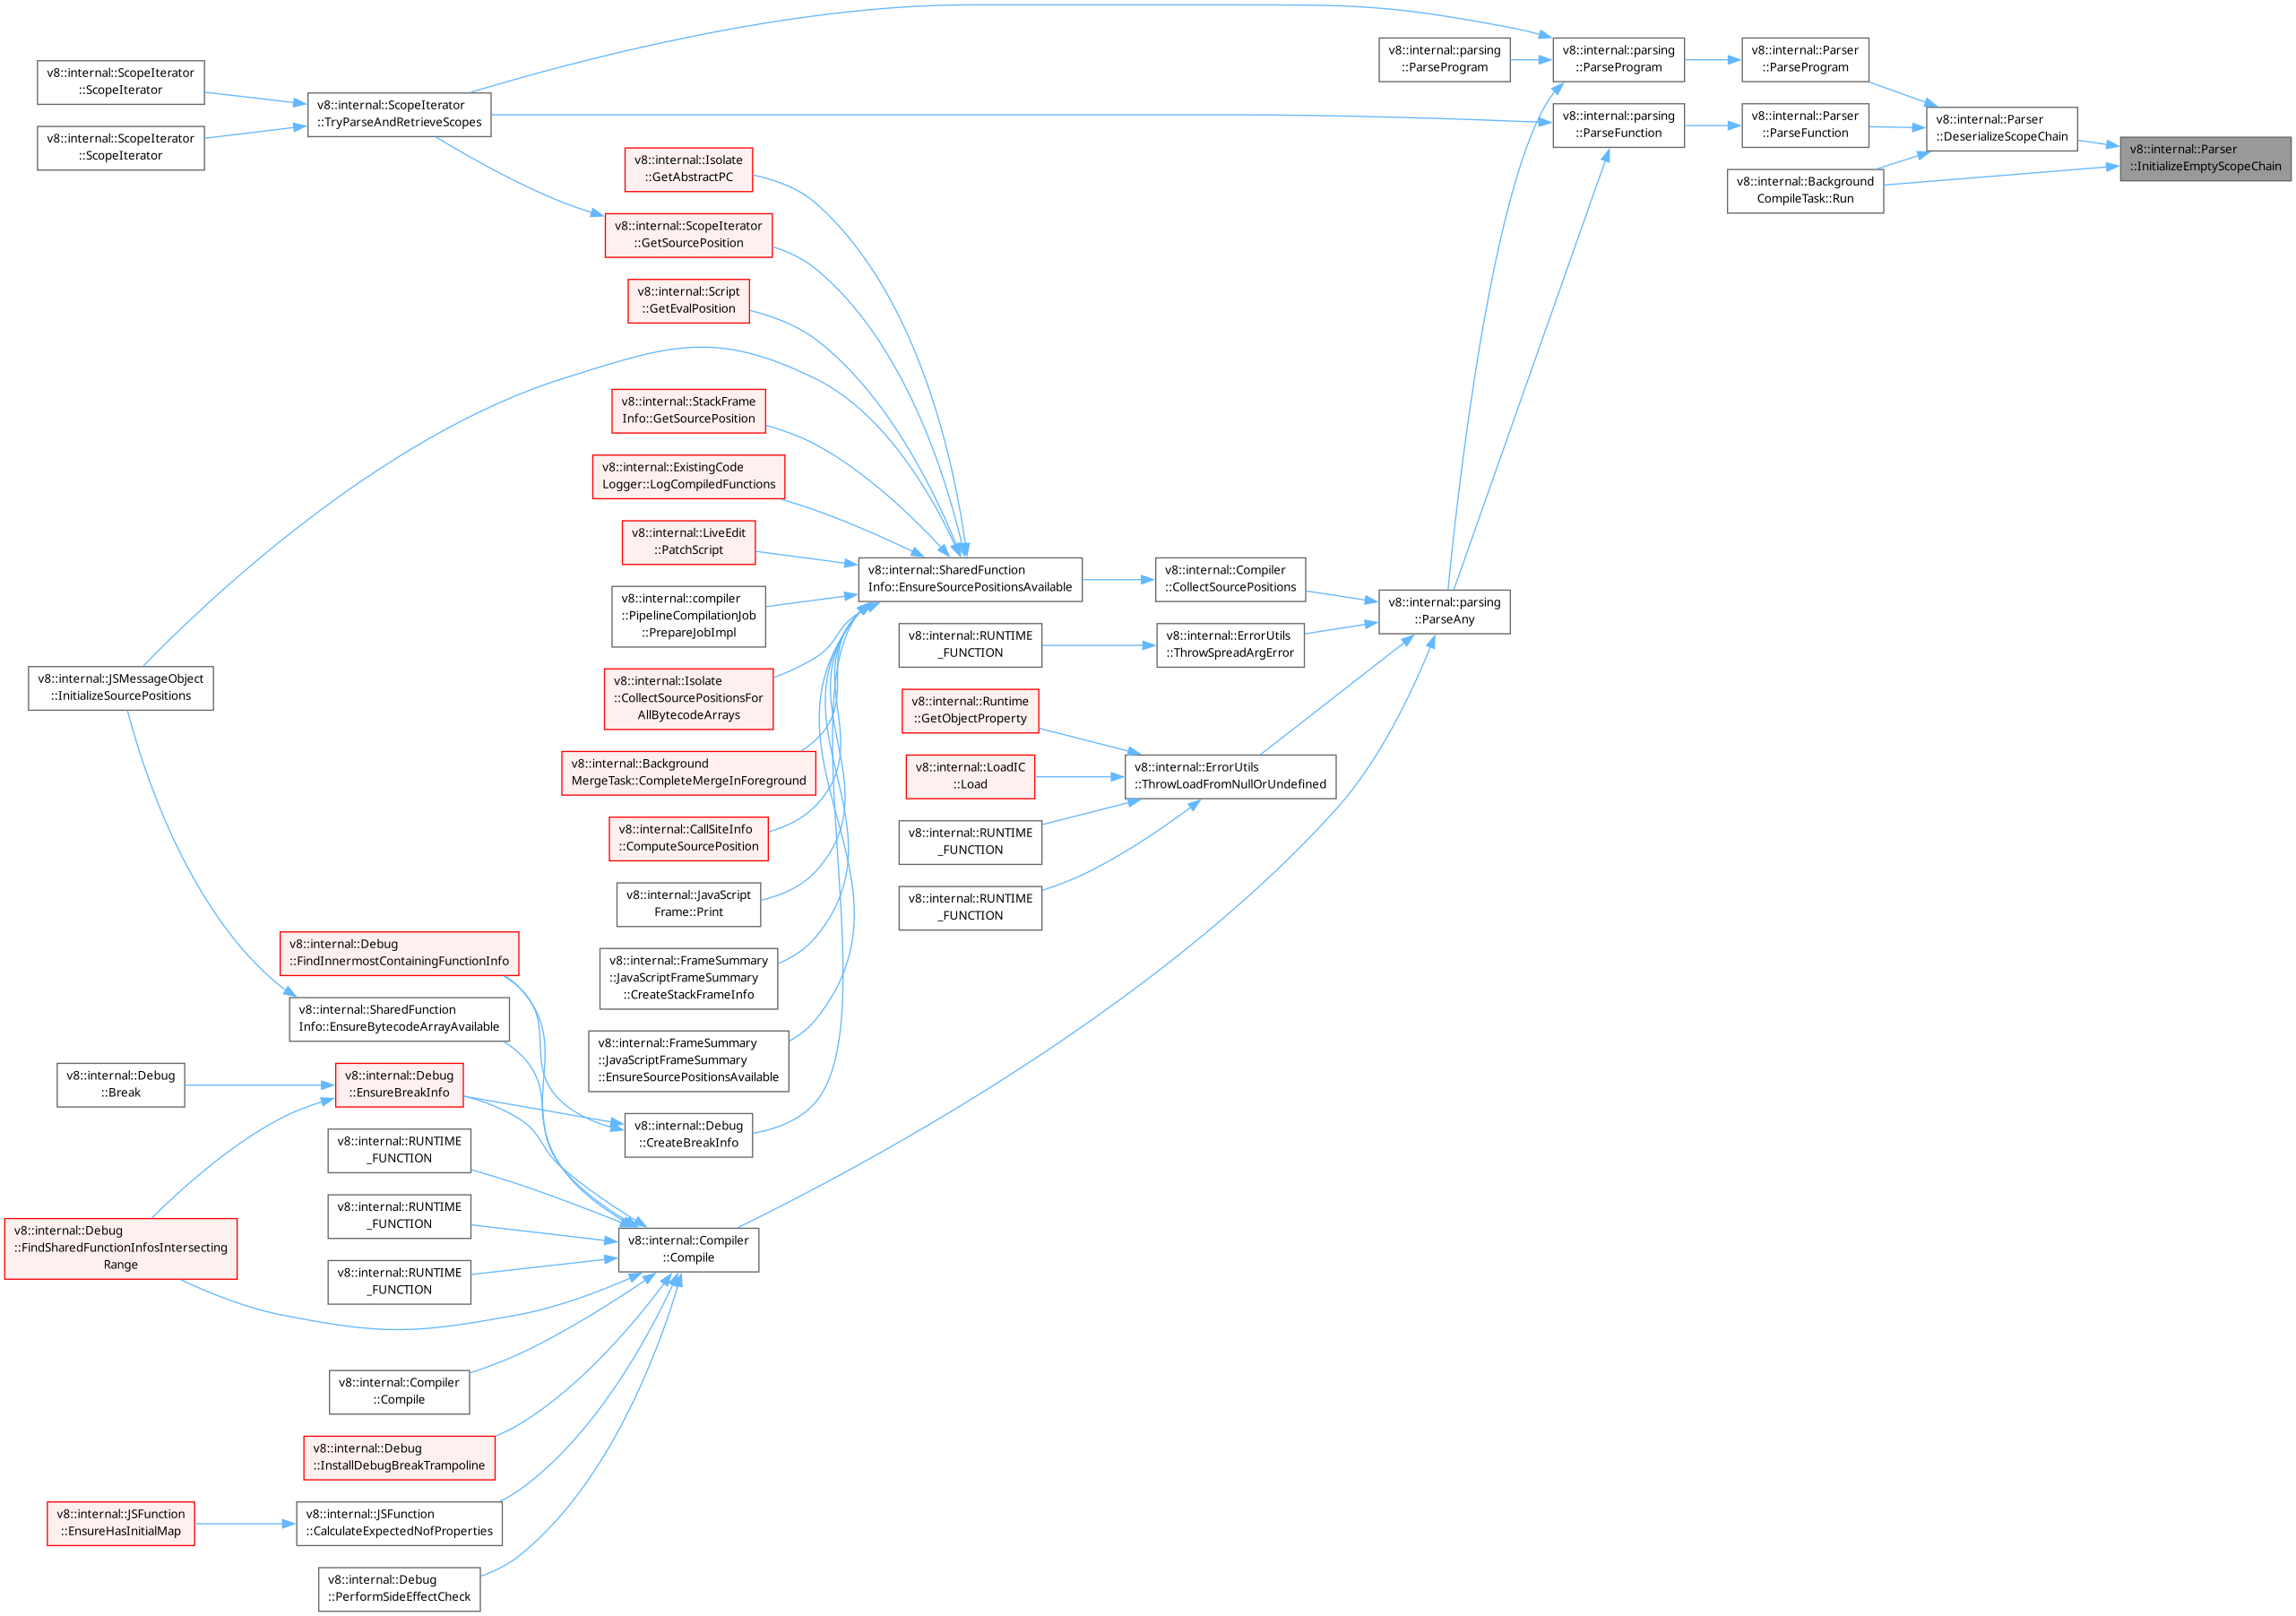 v8::internal::Parser
::InitializeEmptyScopeChain
v8::internal::Parser
::DeserializeScopeChain
v8::internal::Parser
::ParseProgram
v8::internal::parsing
::ParseProgram
v8::internal::parsing
::ParseProgram
v8::internal::ScopeIterator
::TryParseAndRetrieveScopes
v8::internal::ScopeIterator
::ScopeIterator
v8::internal::ScopeIterator
::ScopeIterator
v8::internal::Parser
::ParseFunction
v8::internal::parsing
::ParseFunction
v8::internal::Background
CompileTask::Run
v8::internal::parsing
::ParseAny
v8::internal::Compiler
::CollectSourcePositions
v8::internal::SharedFunction
Info::EnsureSourcePositionsAvailable
v8::internal::Isolate
::GetAbstractPC
v8::internal::ScopeIterator
::GetSourcePosition
v8::internal::Script
::GetEvalPosition
v8::internal::StackFrame
Info::GetSourcePosition
v8::internal::ExistingCode
Logger::LogCompiledFunctions
v8::internal::LiveEdit
::PatchScript
v8::internal::compiler
::PipelineCompilationJob
::PrepareJobImpl
v8::internal::Isolate
::CollectSourcePositionsFor
AllBytecodeArrays
v8::internal::Background
MergeTask::CompleteMergeInForeground
v8::internal::CallSiteInfo
::ComputeSourcePosition
v8::internal::JavaScript
Frame::Print
v8::internal::FrameSummary
::JavaScriptFrameSummary
::CreateStackFrameInfo
v8::internal::FrameSummary
::JavaScriptFrameSummary
::EnsureSourcePositionsAvailable
v8::internal::Debug
::CreateBreakInfo
v8::internal::JSMessageObject
::InitializeSourcePositions
v8::internal::ErrorUtils
::ThrowSpreadArgError
v8::internal::RUNTIME
_FUNCTION
v8::internal::ErrorUtils
::ThrowLoadFromNullOrUndefined
v8::internal::Runtime
::GetObjectProperty
v8::internal::LoadIC
::Load
v8::internal::RUNTIME
_FUNCTION
v8::internal::RUNTIME
_FUNCTION
v8::internal::Compiler
::Compile
v8::internal::Debug
::FindInnermostContainingFunctionInfo
v8::internal::SharedFunction
Info::EnsureBytecodeArrayAvailable
v8::internal::Debug
::EnsureBreakInfo
v8::internal::Debug
::Break
v8::internal::Debug
::FindSharedFunctionInfosIntersecting
Range
v8::internal::RUNTIME
_FUNCTION
v8::internal::RUNTIME
_FUNCTION
v8::internal::RUNTIME
_FUNCTION
v8::internal::Compiler
::Compile
v8::internal::Debug
::InstallDebugBreakTrampoline
v8::internal::JSFunction
::CalculateExpectedNofProperties
v8::internal::JSFunction
::EnsureHasInitialMap
v8::internal::Debug
::PerformSideEffectCheck